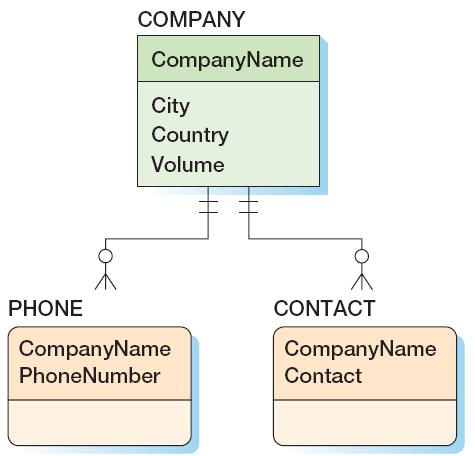 COMPANY
CompanyName
City
Country
Volume
PHONE
CompanyName
PhoneNumber
CONTACT
CompanyName
Contact